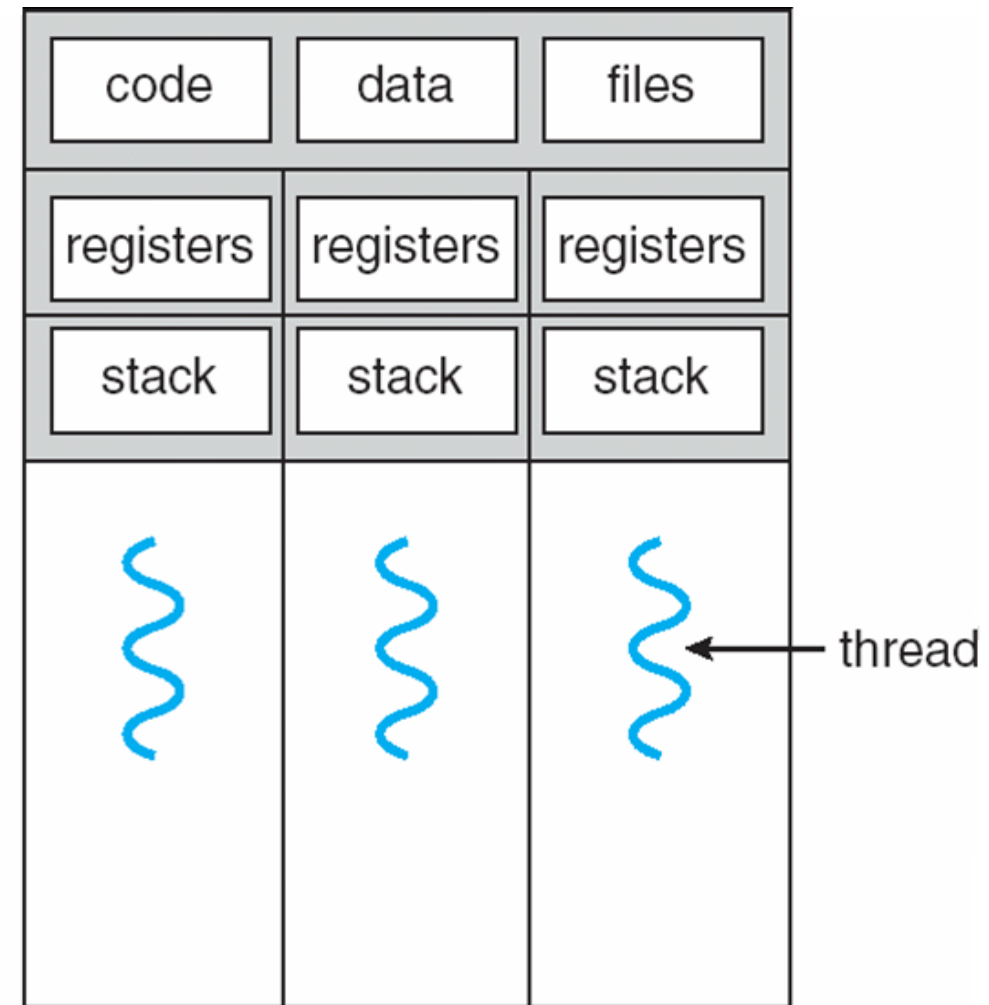 code data files
registers registers registers
stack stack stack
thread